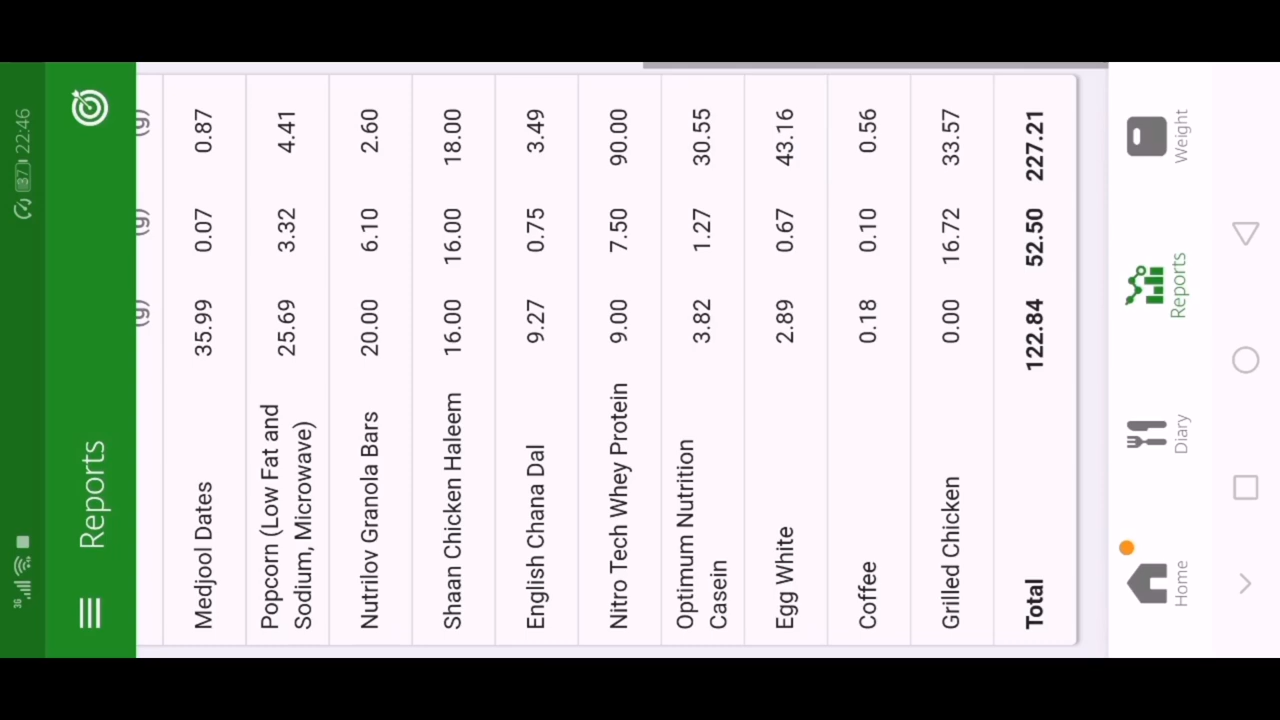 3G 37 22:46
Reports
(g) (g) (g)
Medjool Dates 35.99 0.07 0.87
Popcorn (Low Fat and
Sodium, Microwave) 25.69 3.32 4.41
Nutrilov Granola Bars 20.00 6.10 2.60
Shaan Chicken Haleem 16.00 16.00 18.00
English Chana Dal 9.27 0.75 3.49
Nitro Tech Whey Protein 9.00 7.50 90.00
Optimum Nutrition
Casein 3.82 1.27 30.55
Egg White 2.89 0.67 43.16
Coffee 0.18 0.10 0.56
Grilled Chicken 0.00 16.72 33.57
Total 122.84 52.50 227.21
Home Diary Reports Weight